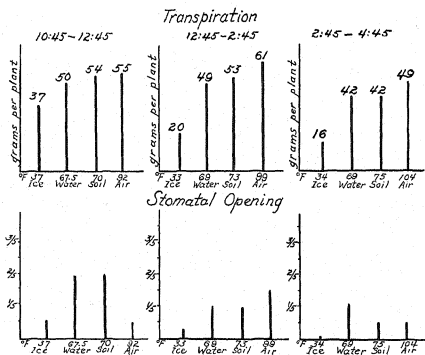 Transpiration
10:45 - 12:45 12:45 - 2:45 2:45 - 4:45
grams per plant
37 50 54 55
grams per plant
20 49 53 61
grams per plant
16 42 42 49
°F 37 67.5 70 92
Ice Water Soil Air
°F 33 69 73 99
Ice Water Soil Air
°F 34 69 75 104
Ice Water Soil Air
Stomatal Opening
3/5 3/5 3/5
2/5 2/5 2/5
1/5 1/5 1/5
°F 37 67.5 70 92
Ice Water Soil Air
°F 33 69 73 99
Ice Water Soil Air
°F 34 69 75 104
Ice Water Soil Air